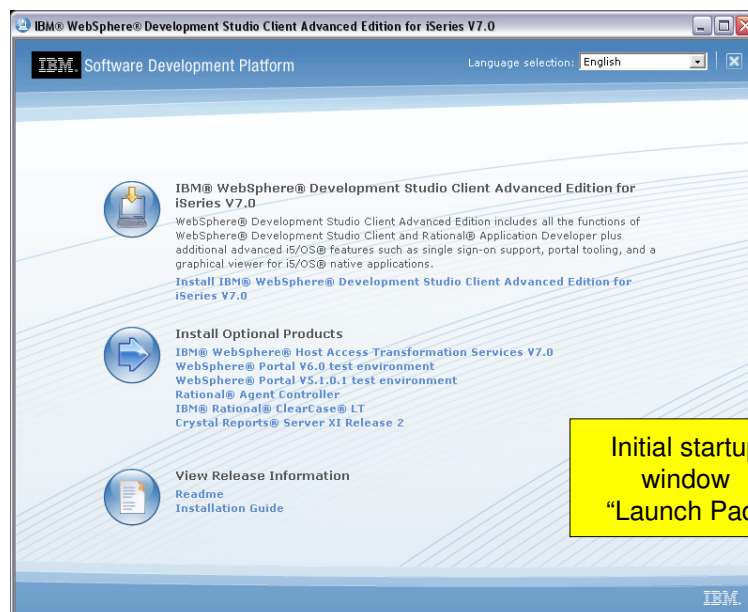 IBM® WebSphere® Development Studio Client Advanced Edition for iSeries V7.0
IBM. Software Development Platform
Language selection: English
IBM® WebSphere® Development Studio Client Advanced Edition for
iSeries V7.0
WebSphere® Development Studio Client Advanced Edition includes all the functions of
WebSphere® Development Studio Client and Rational® Application Developer plus
additional advanced i5/OS® features such as single sign-on support, portal tooling, and a
graphical viewer for i5/OS® native applications.
Install IBM® WebSphere® Development Studio Client Advanced Edition for
iSeries V7.0
Install Optional Products
IBM® WebSphere® Host Access Transformation Services V7.0
WebSphere® Portal V6.0 test environment
WebSphere® Portal V5.1.0.1 test environment
Rational® Agent Controller
IBM® Rational® ClearCase® LT
Crystal Reports® Server XI Release 2
Initial startup
window
“Launch Pad
View Release Information
Readme
Installation Guide
IBM.